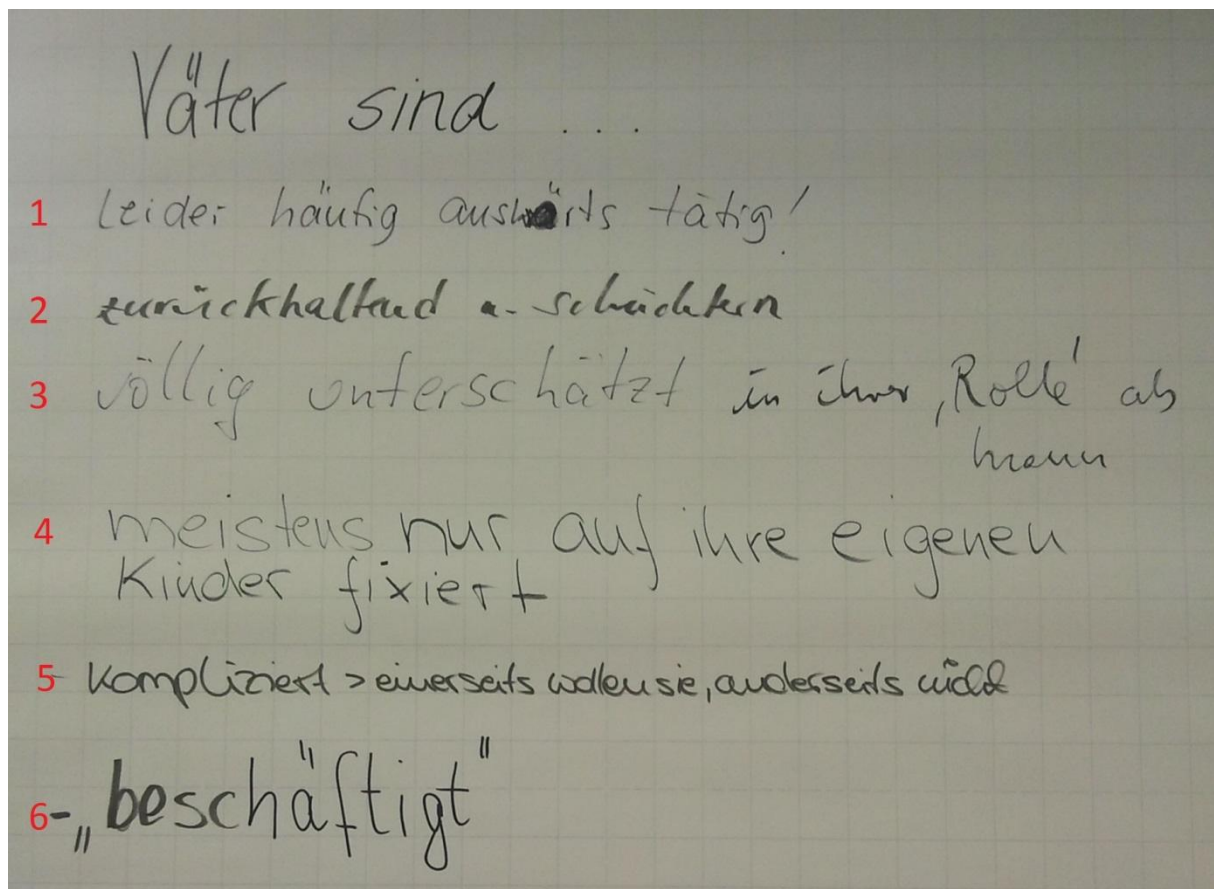 Väter sind ...
1 leider häufig auswärts tätig!
2 zurückhaltend u. schüchtern
3 völlig unterschätzt in ihrer ‚Rolle' als
Mann
4 meistens nur auf ihre eigenen
Kinder fixiert
5 kompliziert > einerseits wollen sie, anderseits nicht
6- „beschäftigt"